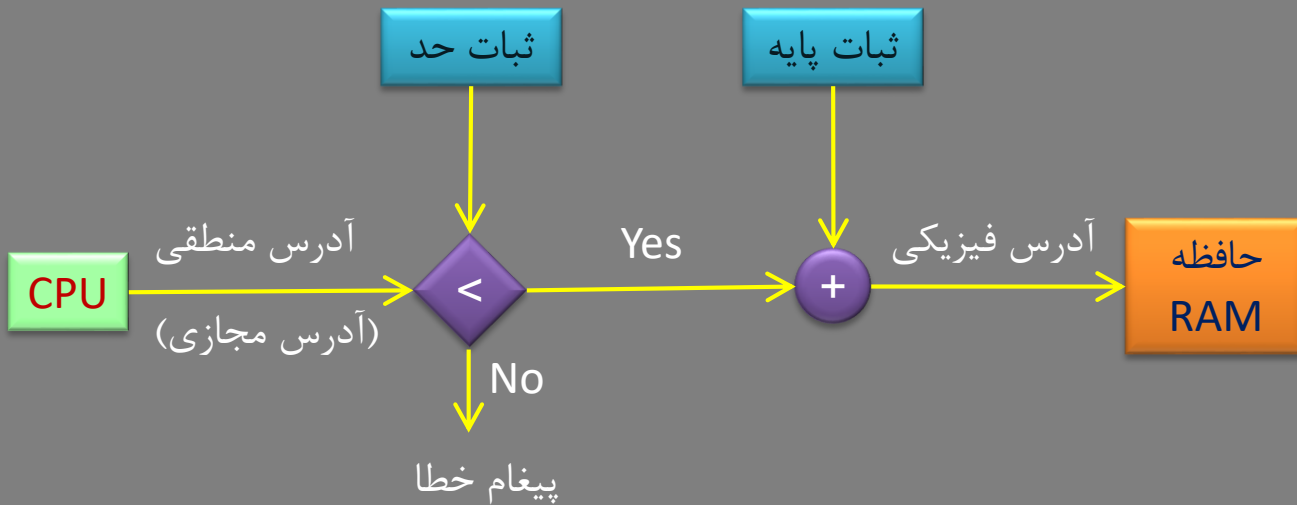 ثبات حد
ثبات پایه
آدرس منطقی
Yes
آدرس فیزیکی
حافظه
RAM
CPU
<
+
(آدرس مجازی)
No
پیغام خطا